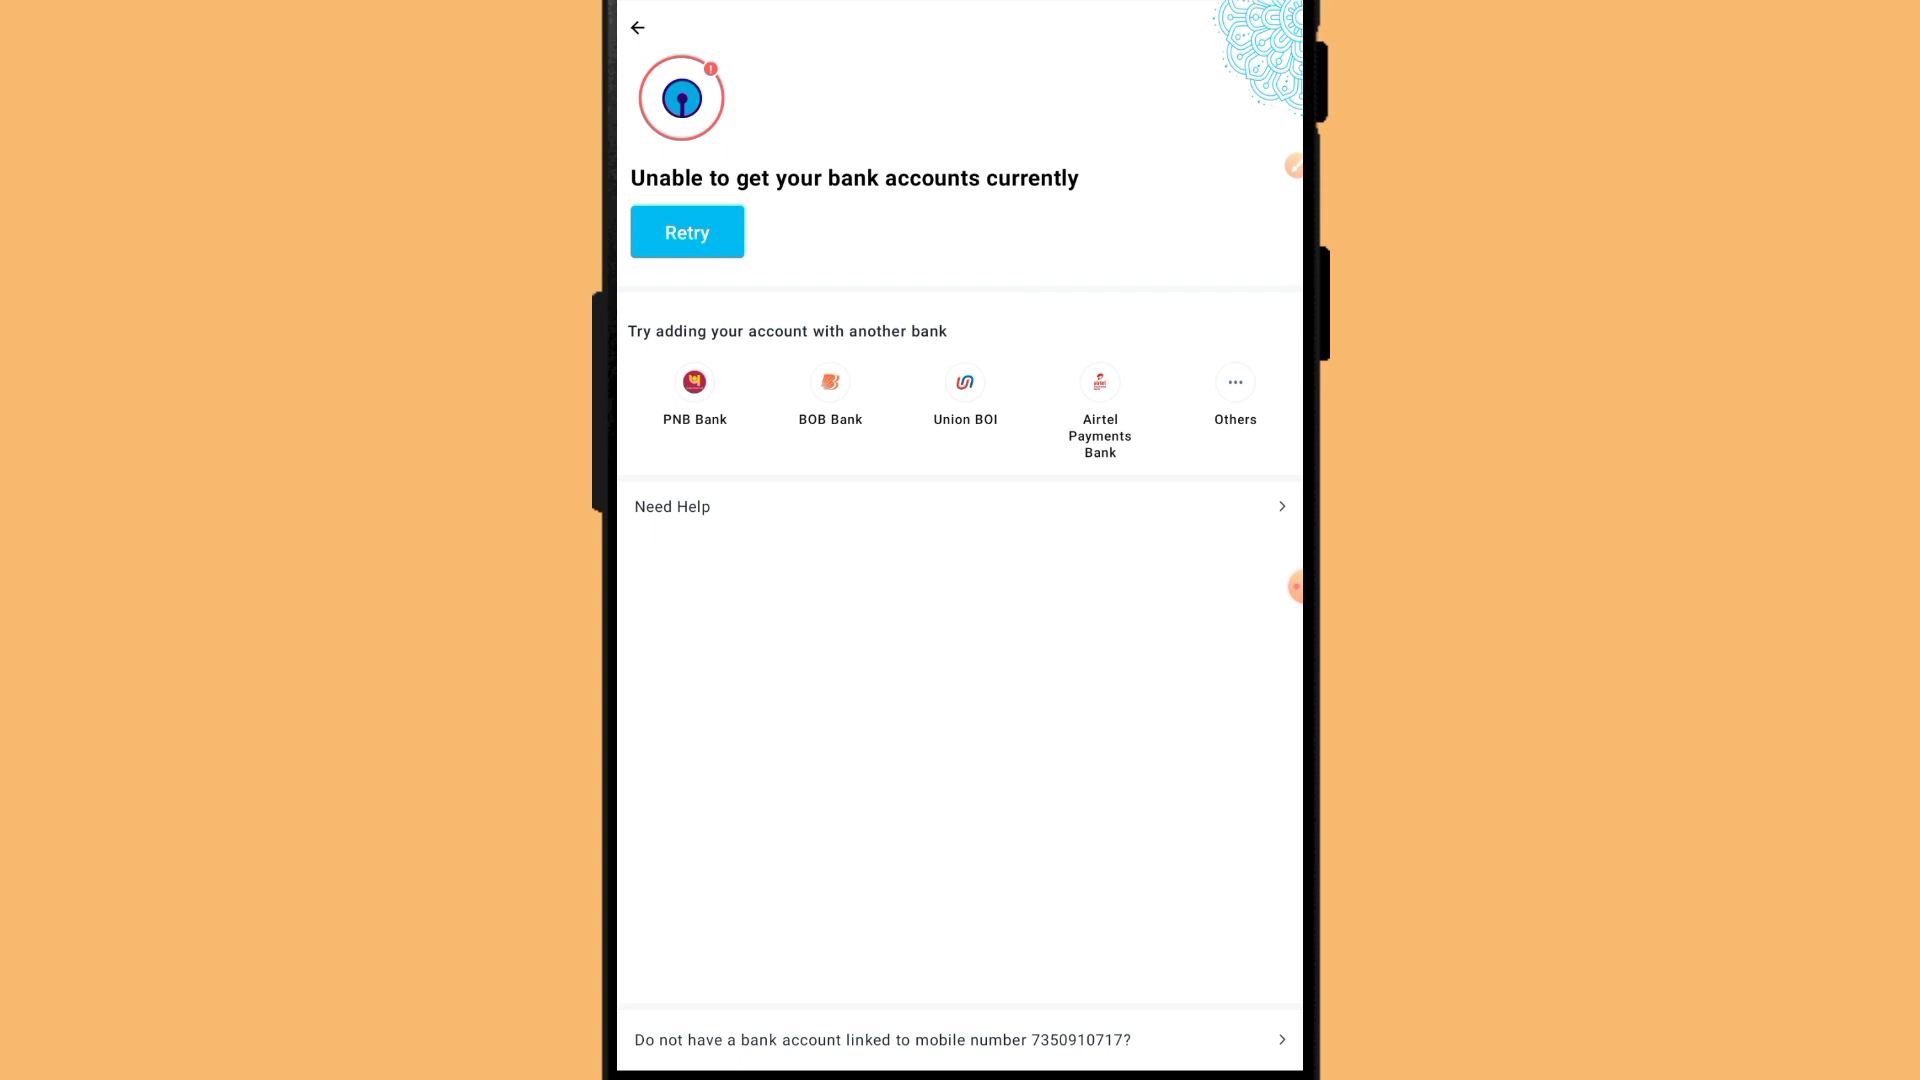 Unable to get your bank accounts currently
Retry
Try adding your account with another bank
PNB Bank
BOB Bank
Union BOI
Airtel
Payments
Bank
Others
Need Help
Do not have a bank account linked to mobile number 7350910717?